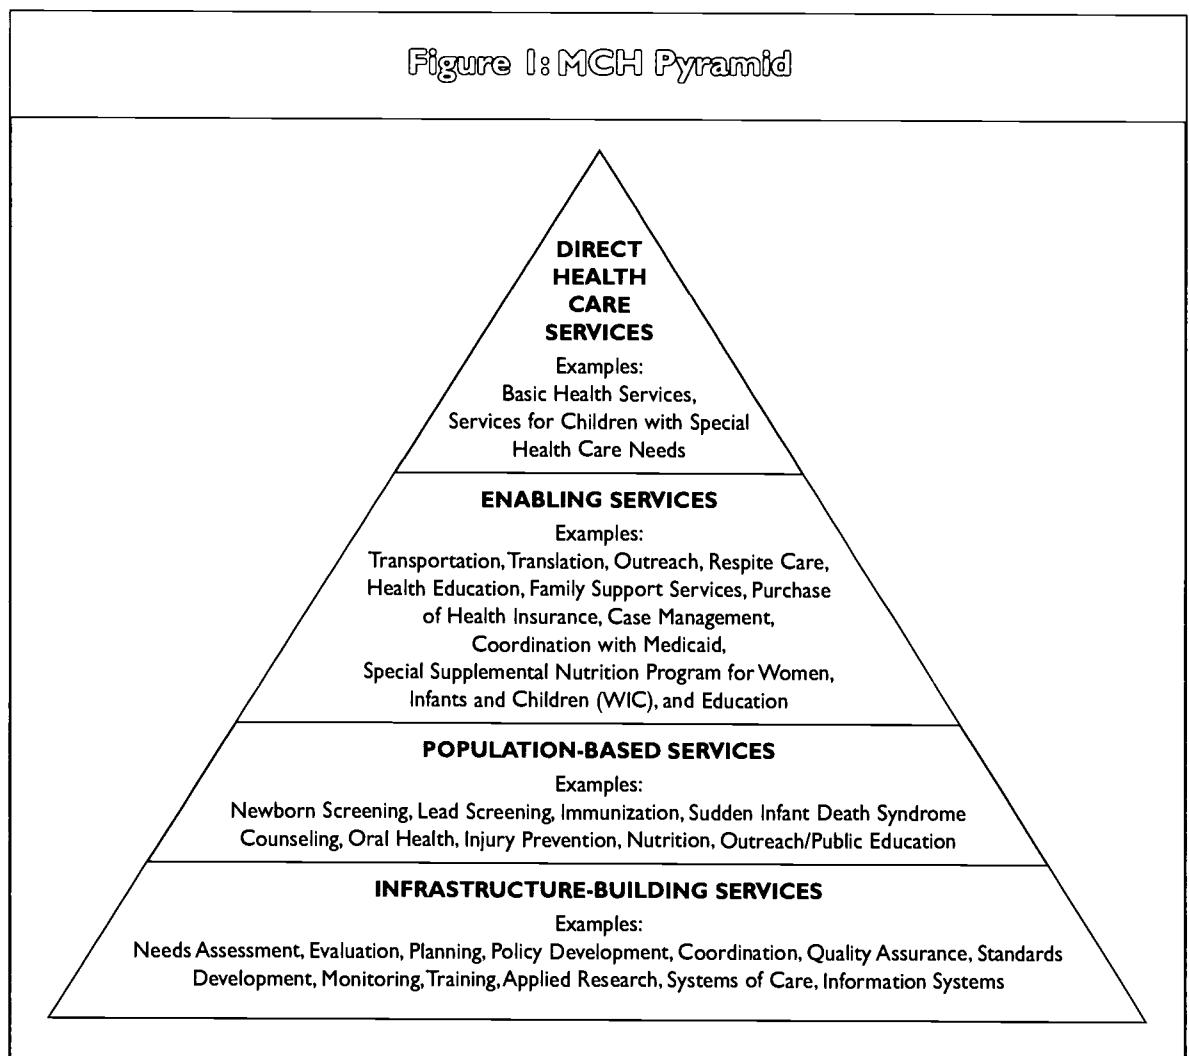 Figure 1: MCH Pyramid
DIRECT
HEALTH
CARE
SERVICES
Examples:
Basic Health Services,
Services for Children with Special
Health Care Needs
ENABLING SERVICES
Examples:
Transportation, Translation, Outreach, Respite Care,
Health Education, Family Support Services, Purchase
of Health Insurance, Case Management,
Coordination with Medicaid,
Special Supplemental Nutrition Program for Women,
Infants and Children (WIC), and Education
POPULATION-BASED SERVICES
Examples:
Newborn Screening, Lead Screening, Immunization, Sudden Infant Death Syndrome
Counseling, Oral Health, Injury Prevention, Nutrition, Outreach/Public Education
INFRASTRUCTURE-BUILDING SERVICES
Examples:
Needs Assessment, Evaluation, Planning, Policy Development, Coordination, Quality Assurance, Standards
Development, Monitoring, Training, Applied Research, Systems of Care, Information Systems